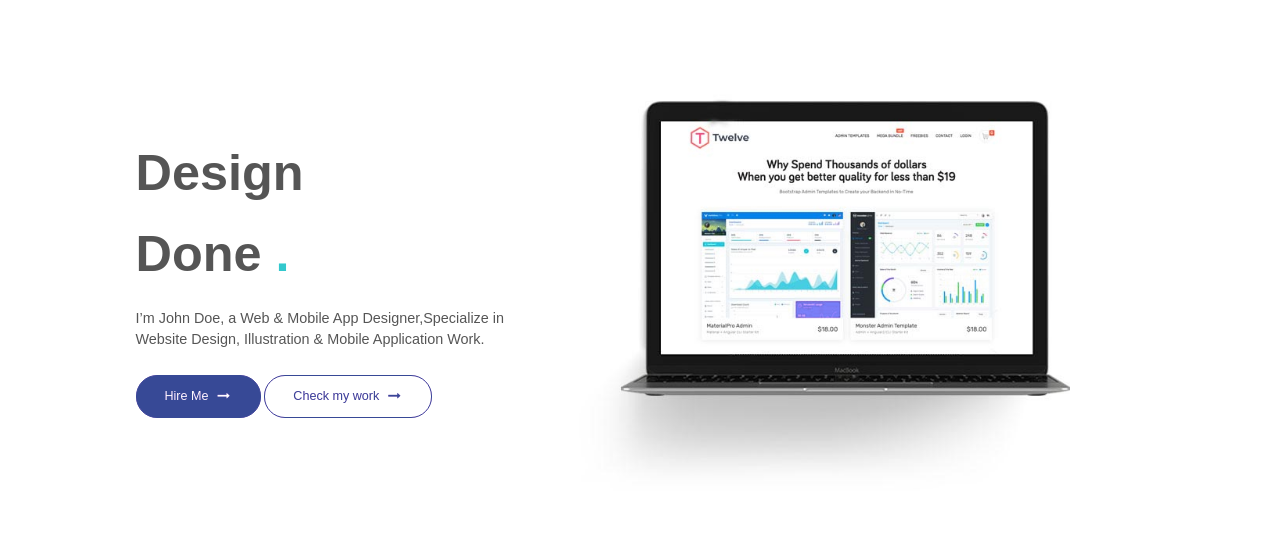 Design
Done .
I'm John Doe, a Web & Mobile App Designer,Specialize in
Website Design, Illustration & Mobile Application Work.
Hire Me
Check my work
Twelve
ADMIN TEMPLATES MEGA BUNDLE FREEBIES CONTACT LOGIN
Why Spend Thousands of dollars
When you get better quality for less than $19
Bootstrap Admin Templates to Create your Backend in No-Time
MaterialPro Admin $18.00
Monster Admin Template $18.00
MacBook